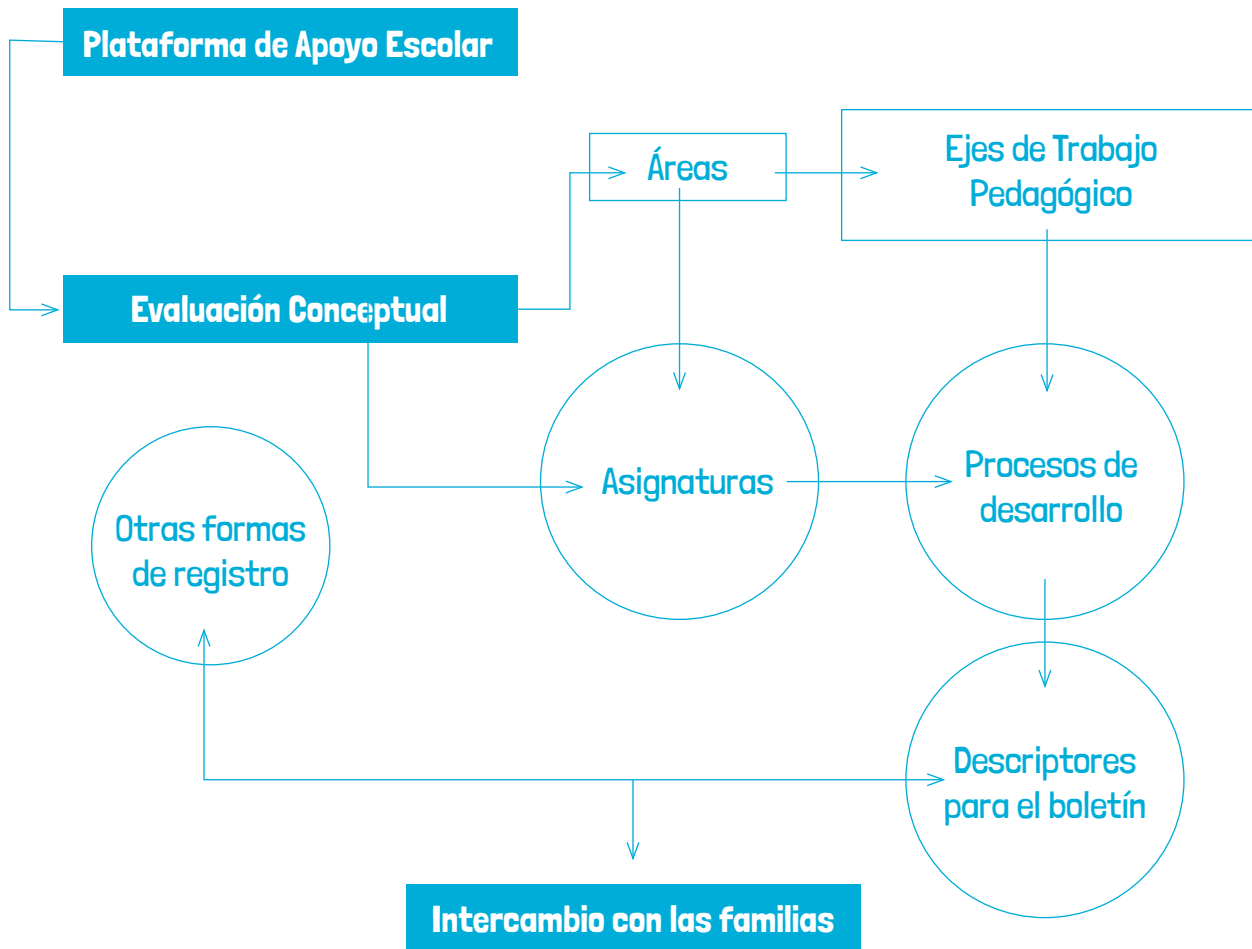 Plataforma de Apoyo Escolar
Áreas
Ejes de Trabajo
Pedagógico
Evaluación Conceptual
Asignaturas
Procesos de
desarrollo
Otras formas
de registro
Descriptores
para el boletín
Intercambio con las familias